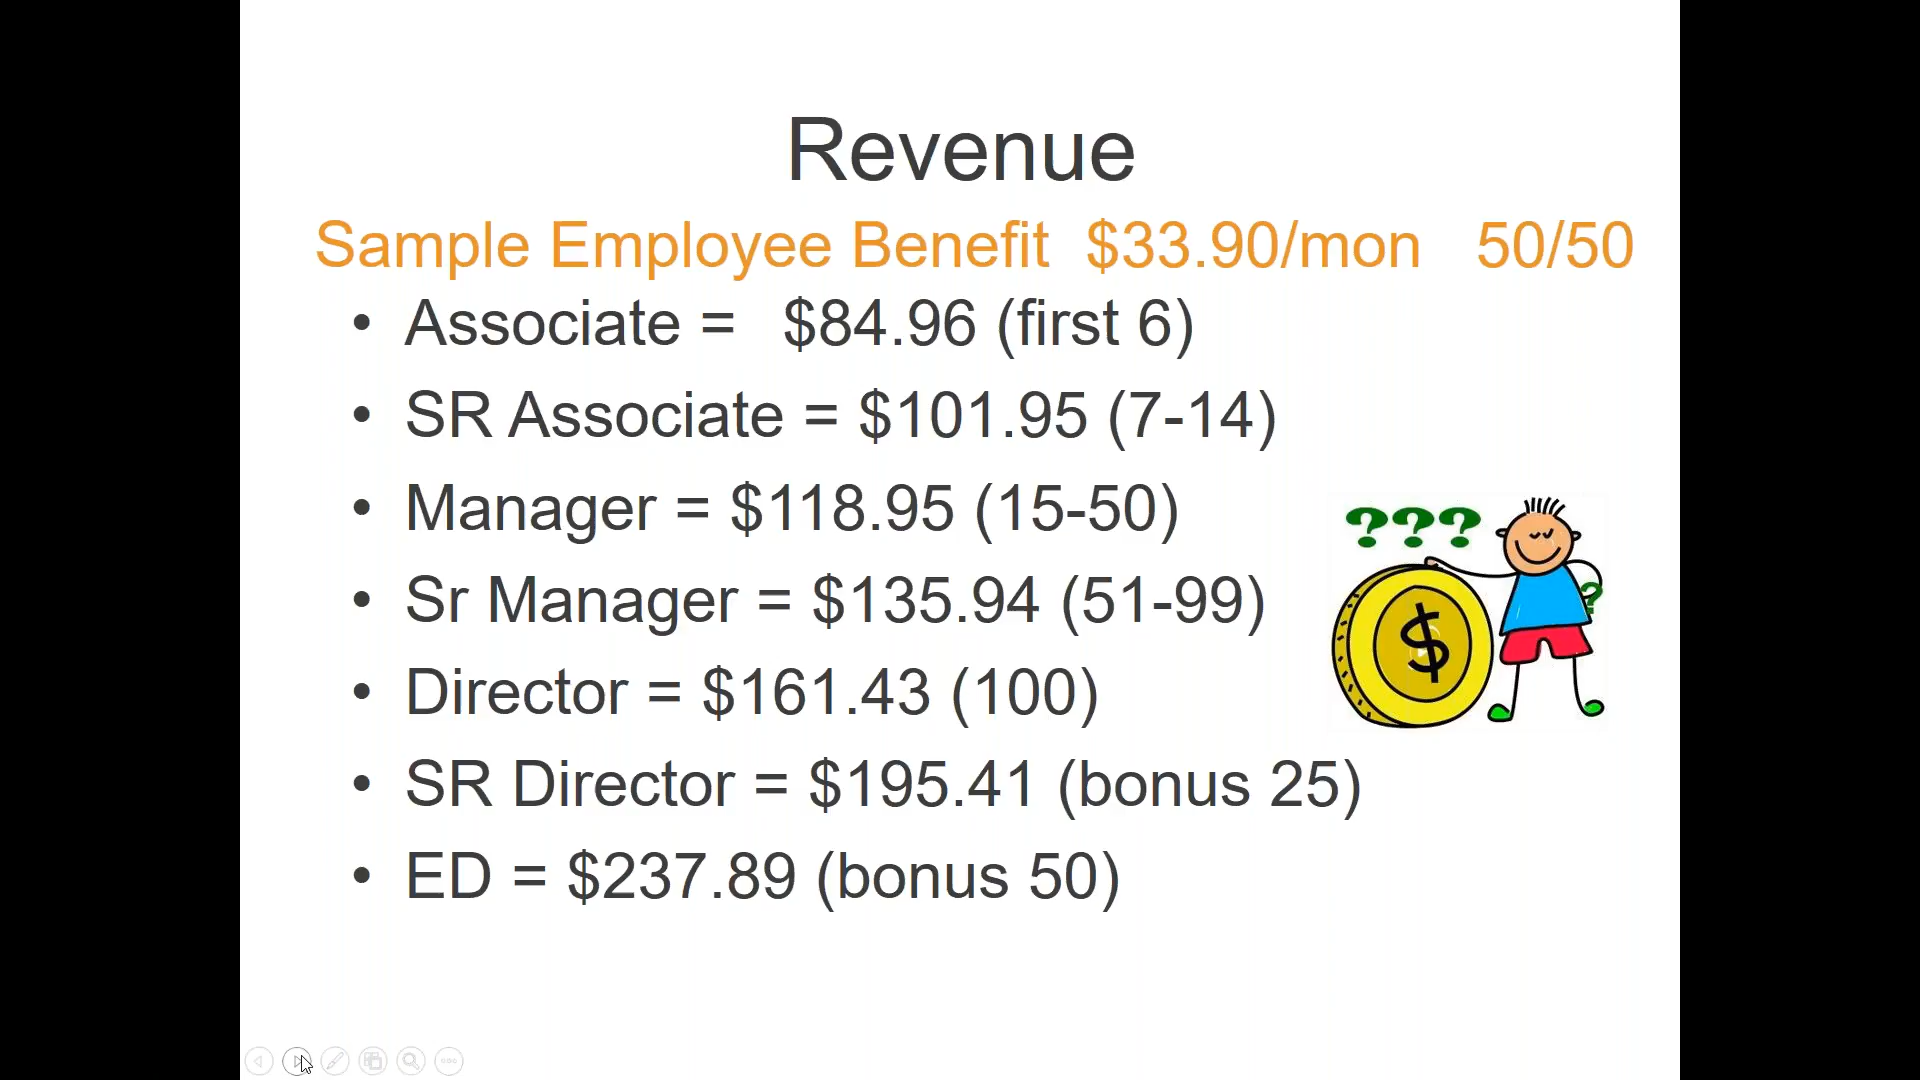 Revenue
Sample Employee Benefit $33.90/mon 50/50
• Associate = $84.96 (first 6)
• SR Associate = $101.95 (7-14)
• Manager = $118.95 (15-50)
• Sr Manager = $135.94 (51-99)
• Director = $161.43 (100)
• SR Director = $195.41 (bonus 25)
• ED = $237.89 (bonus 50)
???
?
$